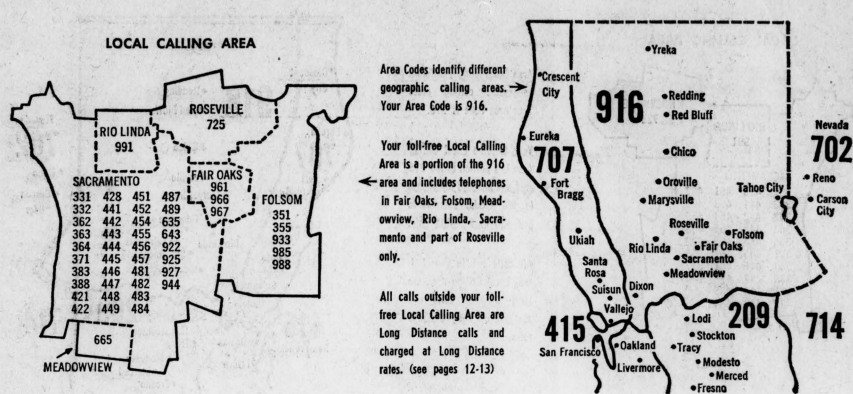 LOCAL CALLING AREA
ROSEVILLE
725
RIO LINDA
991
FAIR OAKS
961
966
967
SACRAMENTO
331 428 451 487
332 441 452 489
362 442 454 635
363 443 455 643
364 444 456 922
371 445 457 925
383 446 481 927
388 447 482 944
421 448 483
422 449 484
FOLSOM
351
355
933
985
988
665
MEADOWVIEW
Area Codes identify different
geographic calling areas.
Your Area Code is 916.
Your toll-free Local Calling
Area is a portion of the 916
area and includes telephones
in Fair Oaks, Folsom, Mead-
owview, Rio Linda, Sacra-
mento and part of Roseville
only.
All calls outside your toll-
free Local Calling Area are
Long Distance calls and
charged at Long Distance
rates. (see pages 12-13)
Yreka
Crescent
City
916
Redding
Red Bluff
Eureka
707
Chico
Nevada
702
Reno
Carson
City
Fort
Bragg
Oroville
Marysville
Tahoe City
Ukiah
Roseville
Folsom
Rio Linda
Fair Oaks
Sacramento
Meadowview
Santa
Rosa
Suisun
Dixon
Vallejo
415
San Francisco
Oakland
Livermore
209
714
Lodi
Stockton
Tracy
Modesto
Merced
Fresno